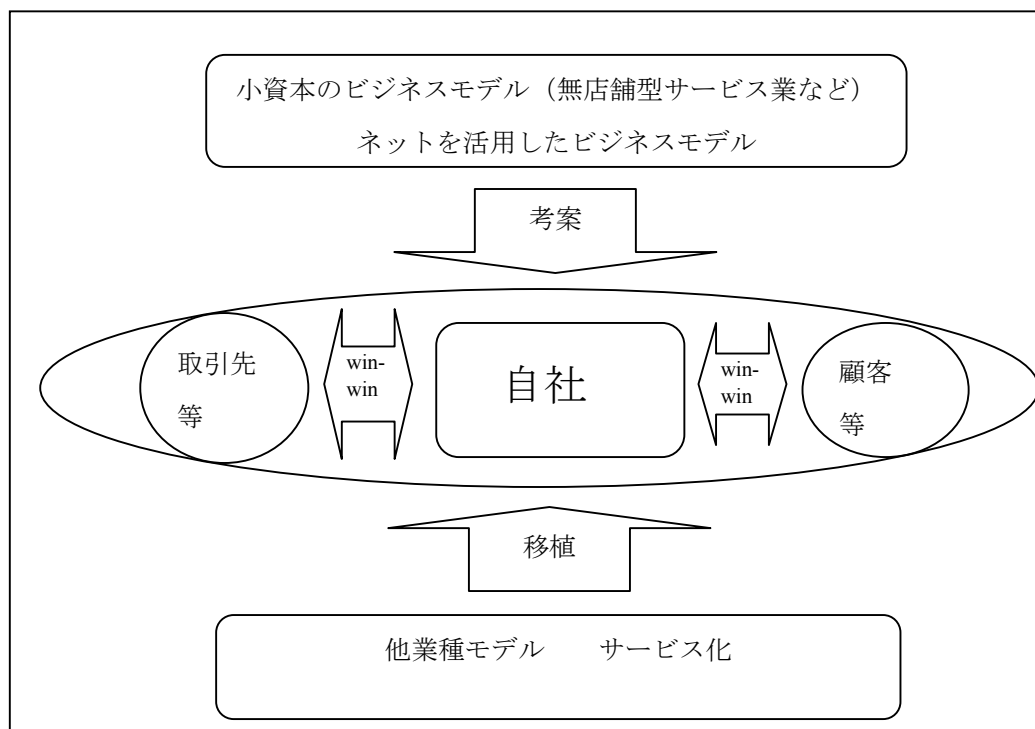 小資本のビジネスモデル（無店舗型サービス業など）
ネットを活用したビジネスモデル
考案
取引先
等
win-
win
自社
win-
win
顧客
等
移植
他業種モデル　　サービス化